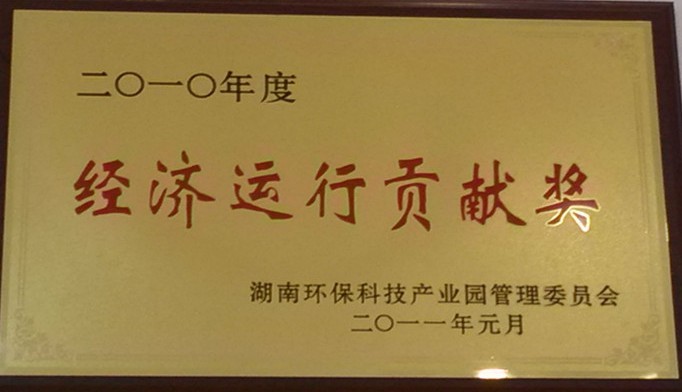 二〇一〇年度
经济运行贡献奖
湖南环保科技产业园管理委员会
二〇一一年元月